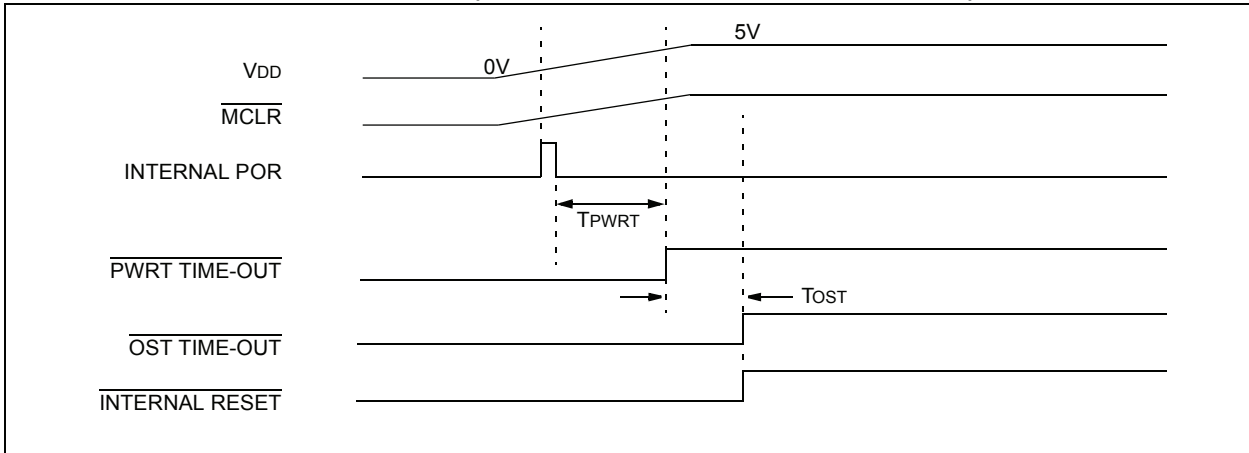 5V
0V
VDD
MCLR
INTERNAL POR
TPWRT
PWRT TIME-OUT
TOST
OST TIME-OUT
INTERNAL RESET